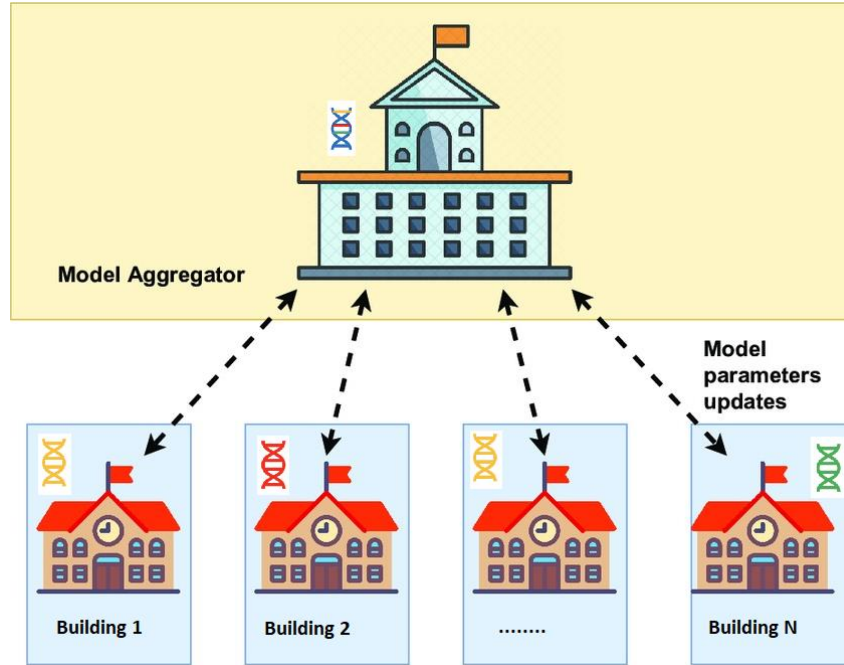 Model Aggregator
Model
parameters
updates
Building 1
Building 2
........
Building N